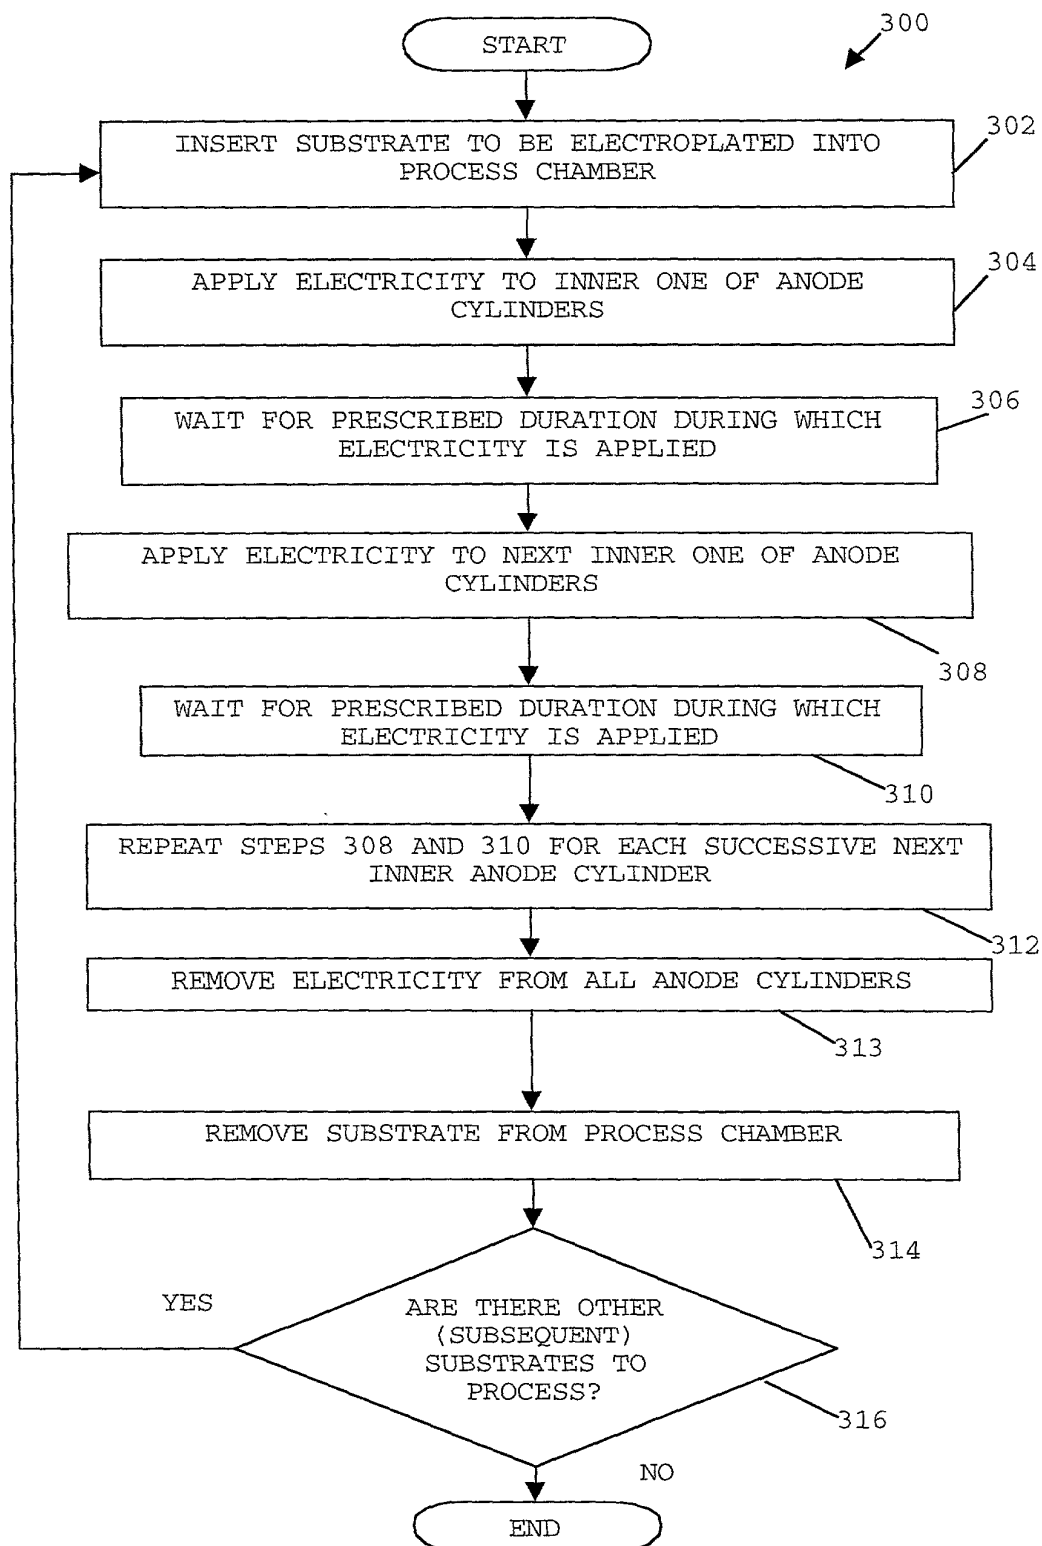 START
300
INSERT SUBSTRATE TO BE ELECTROPLATED INTO
PROCESS CHAMBER
302
APPLY ELECTRICITY TO INNER ONE OF ANODE
CYLINDERS
304
WAIT FOR PRESCRIBED DURATION DURING WHICH
ELECTRICITY IS APPLIED
306
APPLY ELECTRICITY TO NEXT INNER ONE OF ANODE
CYLINDERS
308
WAIT FOR PRESCRIBED DURATION DURING WHICH
ELECTRICITY IS APPLIED
310
REPEAT STEPS 308 AND 310 FOR EACH SUCCESSIVE NEXT
INNER ANODE CYLINDER
312
REMOVE ELECTRICITY FROM ALL ANODE CYLINDERS
313
REMOVE SUBSTRATE FROM PROCESS CHAMBER
314
YES
ARE THERE OTHER
(SUBSEQUENT)
SUBSTRATES TO
PROCESS?
316
NO
END